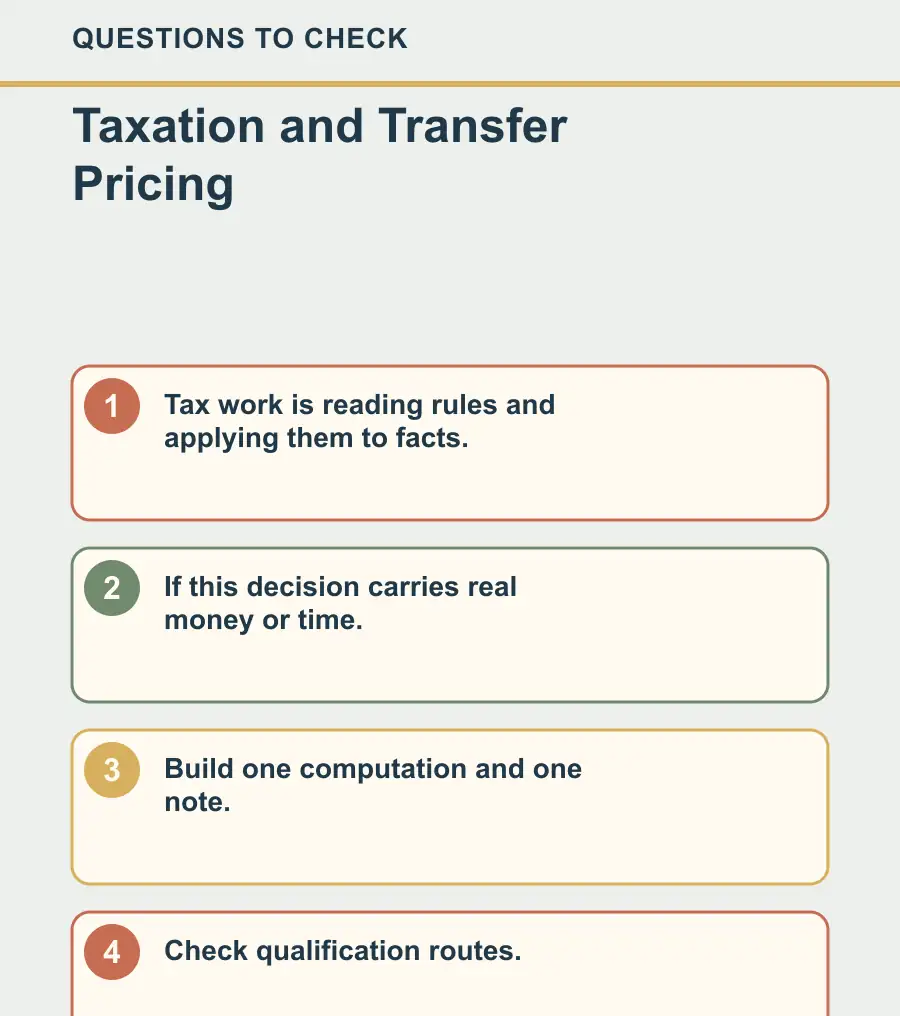 QUESTIONS TO CHECK
Taxation and Transfer
Pricing
1
Tax work is reading rules and
applying them to facts.
2
If this decision carries real
money or time.
3
Build one computation and one
note.
4
Check qualification routes.